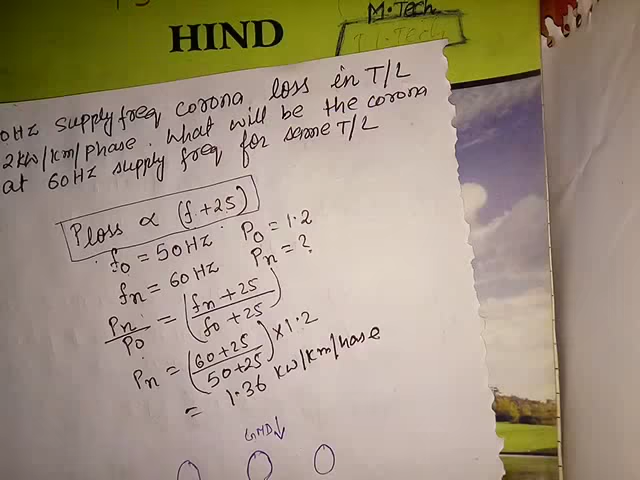 M.Tech.
HIND
0HZ supply freq corona loss in T/L
2kw/km/phase. What will be the corona
at 60HZ supply freq for same T/L
Ploss ∝ (f+25)
f0 = 50HZ P0 = 1.2
fn = 60HZ Pn = ?
Pn/P0 = (fn+25/f0+25)
Pn = (60+25/50+25) × 1.2
= 1.36 kw/km/phase
GND↓